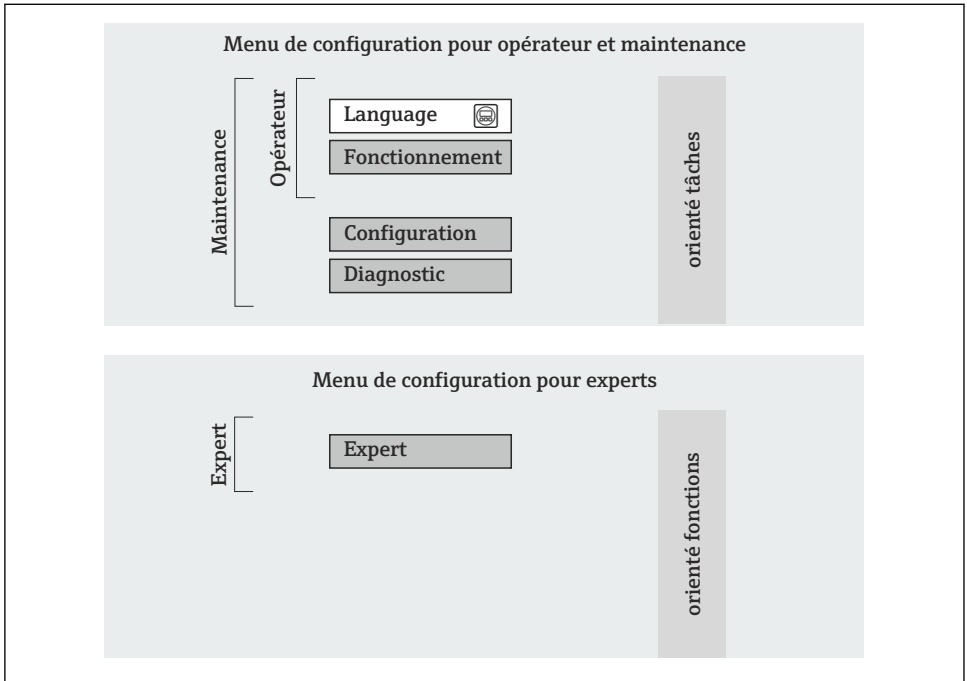 Menu de configuration pour opérateur et maintenance
Maintenance
Opérateur
Language
Fonctionnement
Configuration
Diagnostic
orienté tâches
Menu de configuration pour experts
Expert
Expert
orienté fonctions